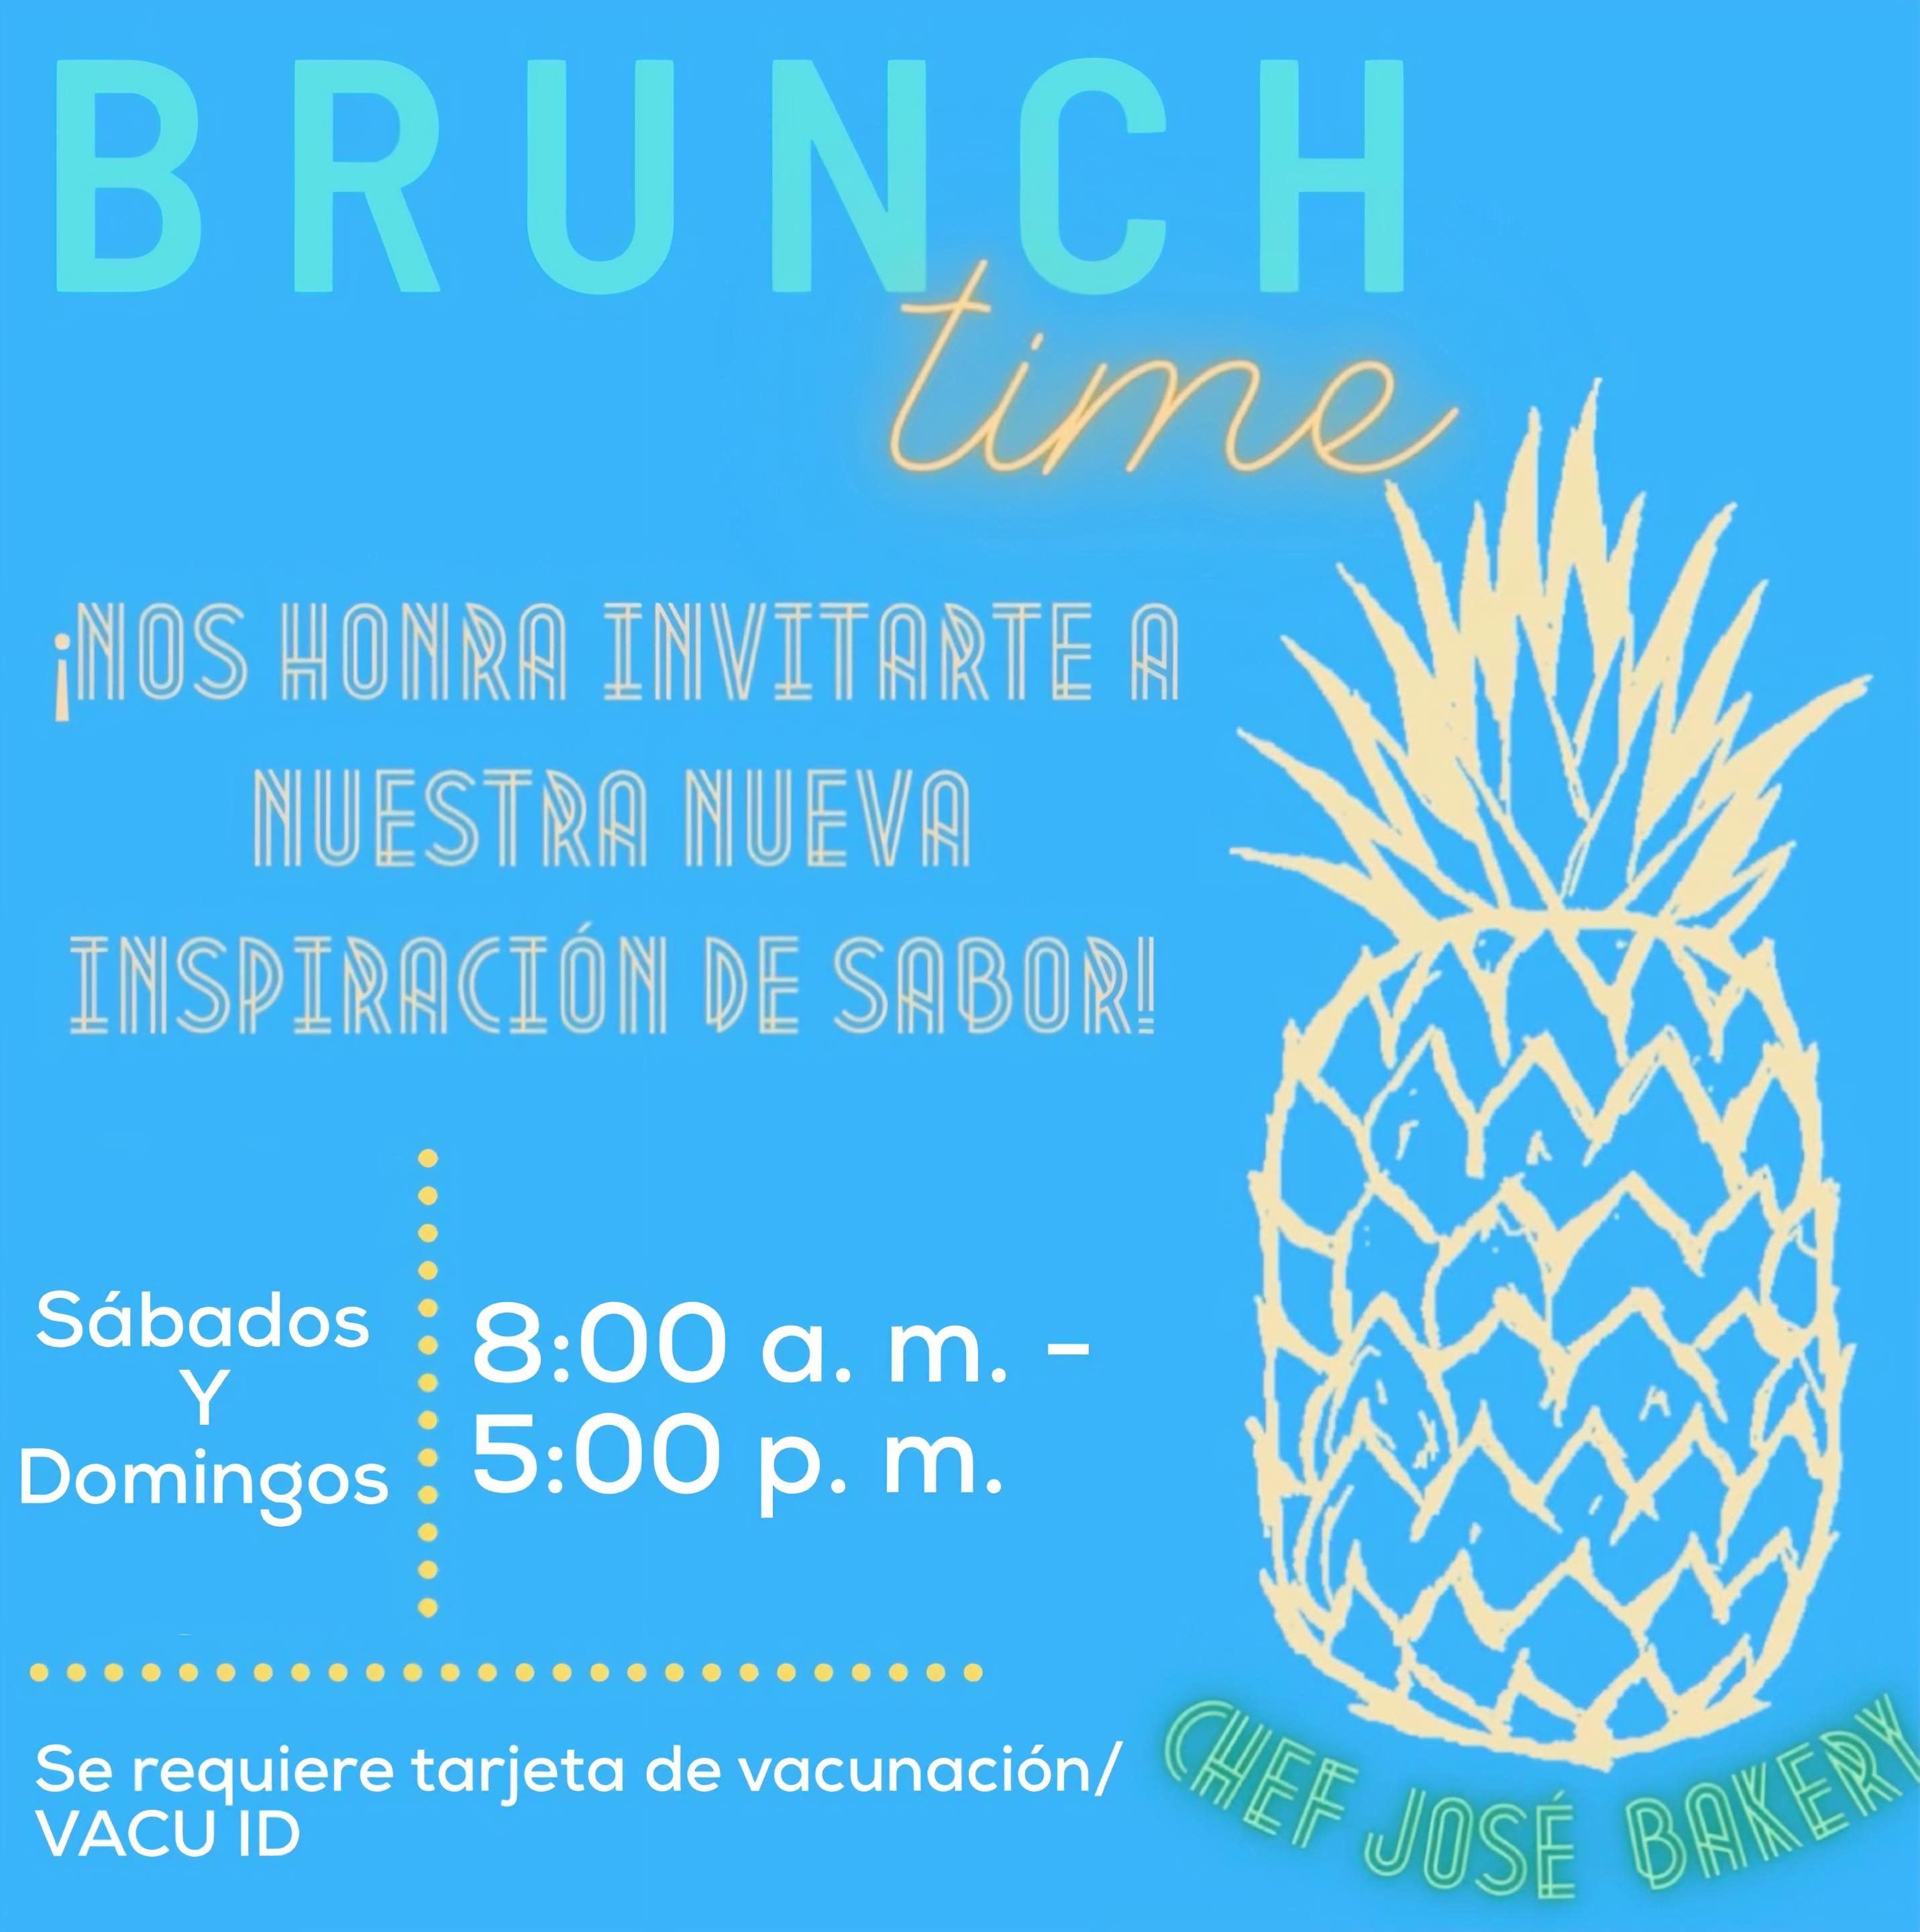 BRUNCH
time
¡NOS HONRA INVITARTE A
NUESTRA NUEVA
INSPIRACIÓN DE SABOR!
Sábados
Y
Domingos
8:00 a. m. -
5:00 p. m.
Se requiere tarjeta de vacunación/
VACU ID
CHEF JOSÉ BAKERY